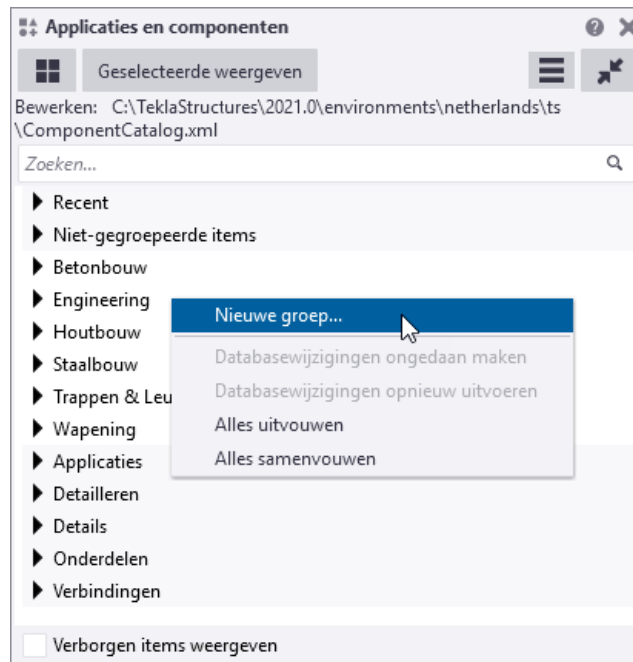 Applicaties en componenten
Geselecteerde weergeven
Bewerken: C:\TeklaStructures\2021.0\environments\netherlands\ts
\ComponentCatalog.xml
Zoeken...
Recent
Niet-gegroepeerde items
Betonbouw
Engineering
Nieuwe groep...
Houtbouw
Databasewijzigingen ongedaan maken
Staalbouw
Databasewijzigingen opnieuw uitvoeren
Trappen & Leu
Alles uitvouwen
Wapening
Alles samenvouwen
Applicaties
Detailleren
Details
Onderdelen
Verbindingen
Verborgen items weergeven